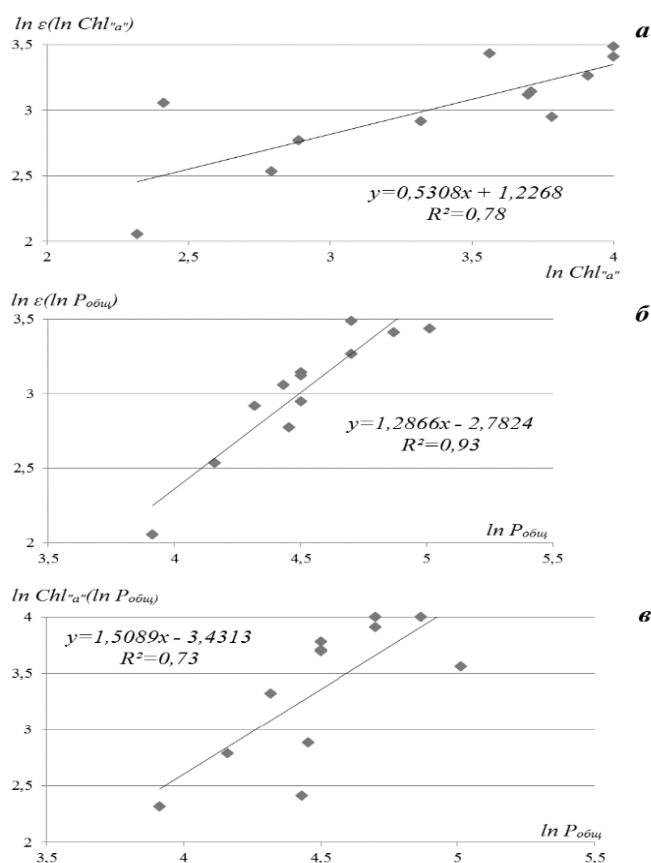 ln ε(ln Chl"a")
а
3,5
3
2,5
2
2 2,5 3 3,5 4
y=0,5308x + 1,2268
R²=0,78
ln Chl"a"
ln ε(ln Pобщ)
б
3,5
3
2,5
2
3,5 4 4,5 5 5,5
y=1,2866x - 2,7824
R²=0,93
ln Pобщ
ln Chl"a"(ln Pобщ)
в
4
3,5
3
2,5
2
3,5 4 4,5 5 5,5
y=1,5089x - 3,4313
R²=0,73
ln Pобщ